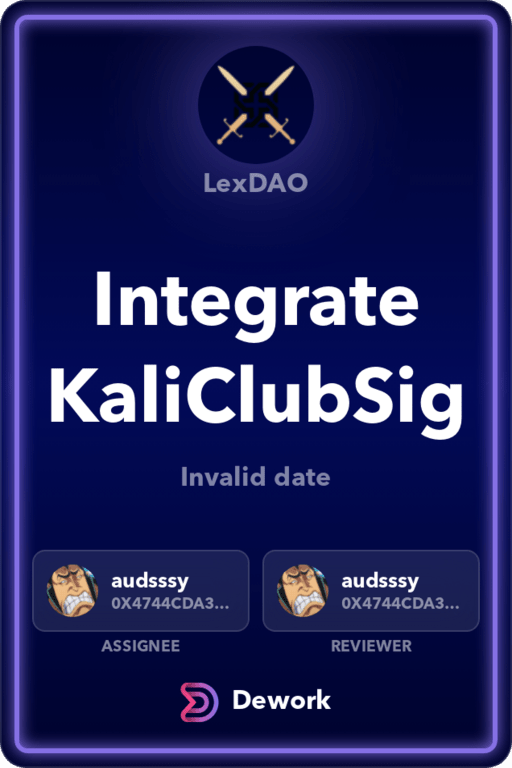 LexDAO
Integrate
KaliClubSig
Invalid date
audsssy
0X4744CDA3...
ASSIGNEE
audsssy
0X4744CDA3...
REVIEWER
Dework